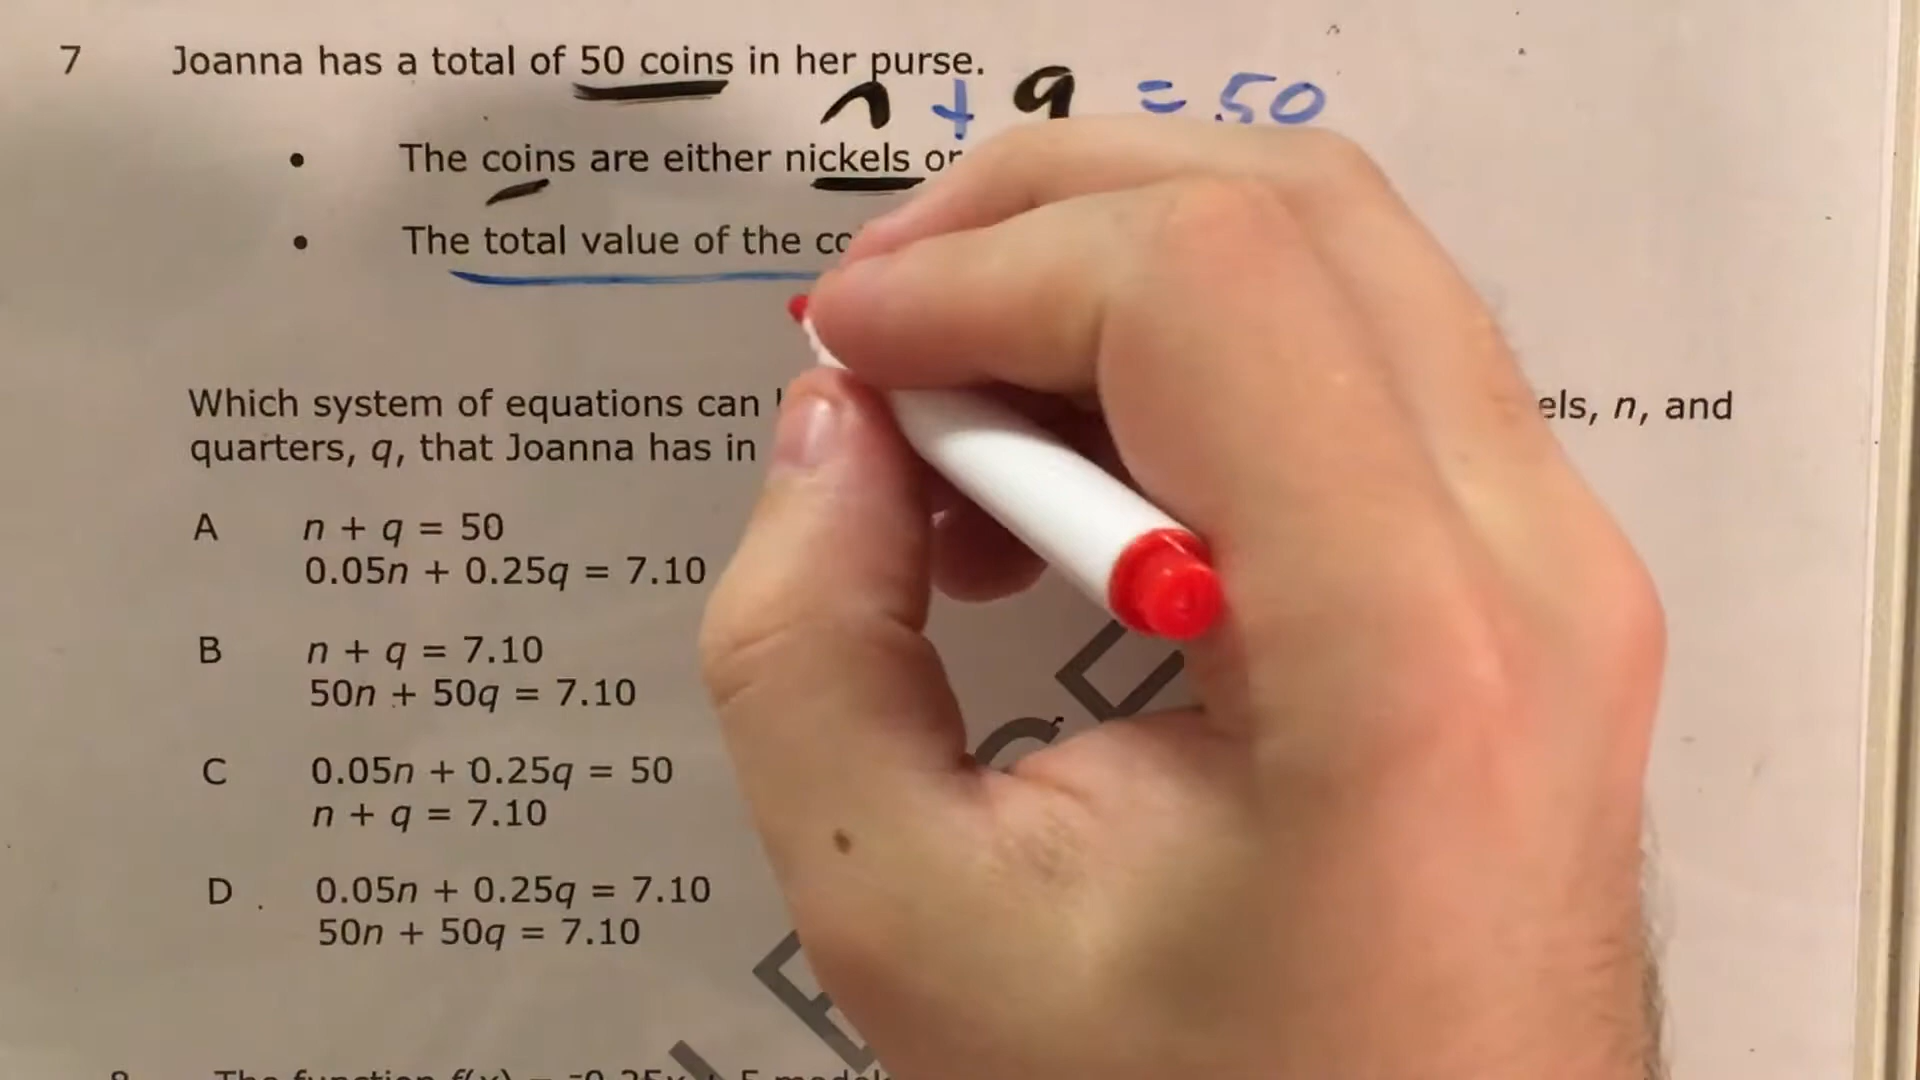 7 Joanna has a total of 50 coins in her purse.
n + q = 50
• The coins are either nickels or
• The total value of the
Which system of equations can els, n, and
quarters, q, that Joanna has in
A n + q = 50
0.05n + 0.25q = 7.10
B n + q = 7.10
50n + 50q = 7.10
C 0.05n + 0.25q = 50
n + q = 7.10
D 0.05n + 0.25q = 7.10
50n + 50q = 7.10
The function